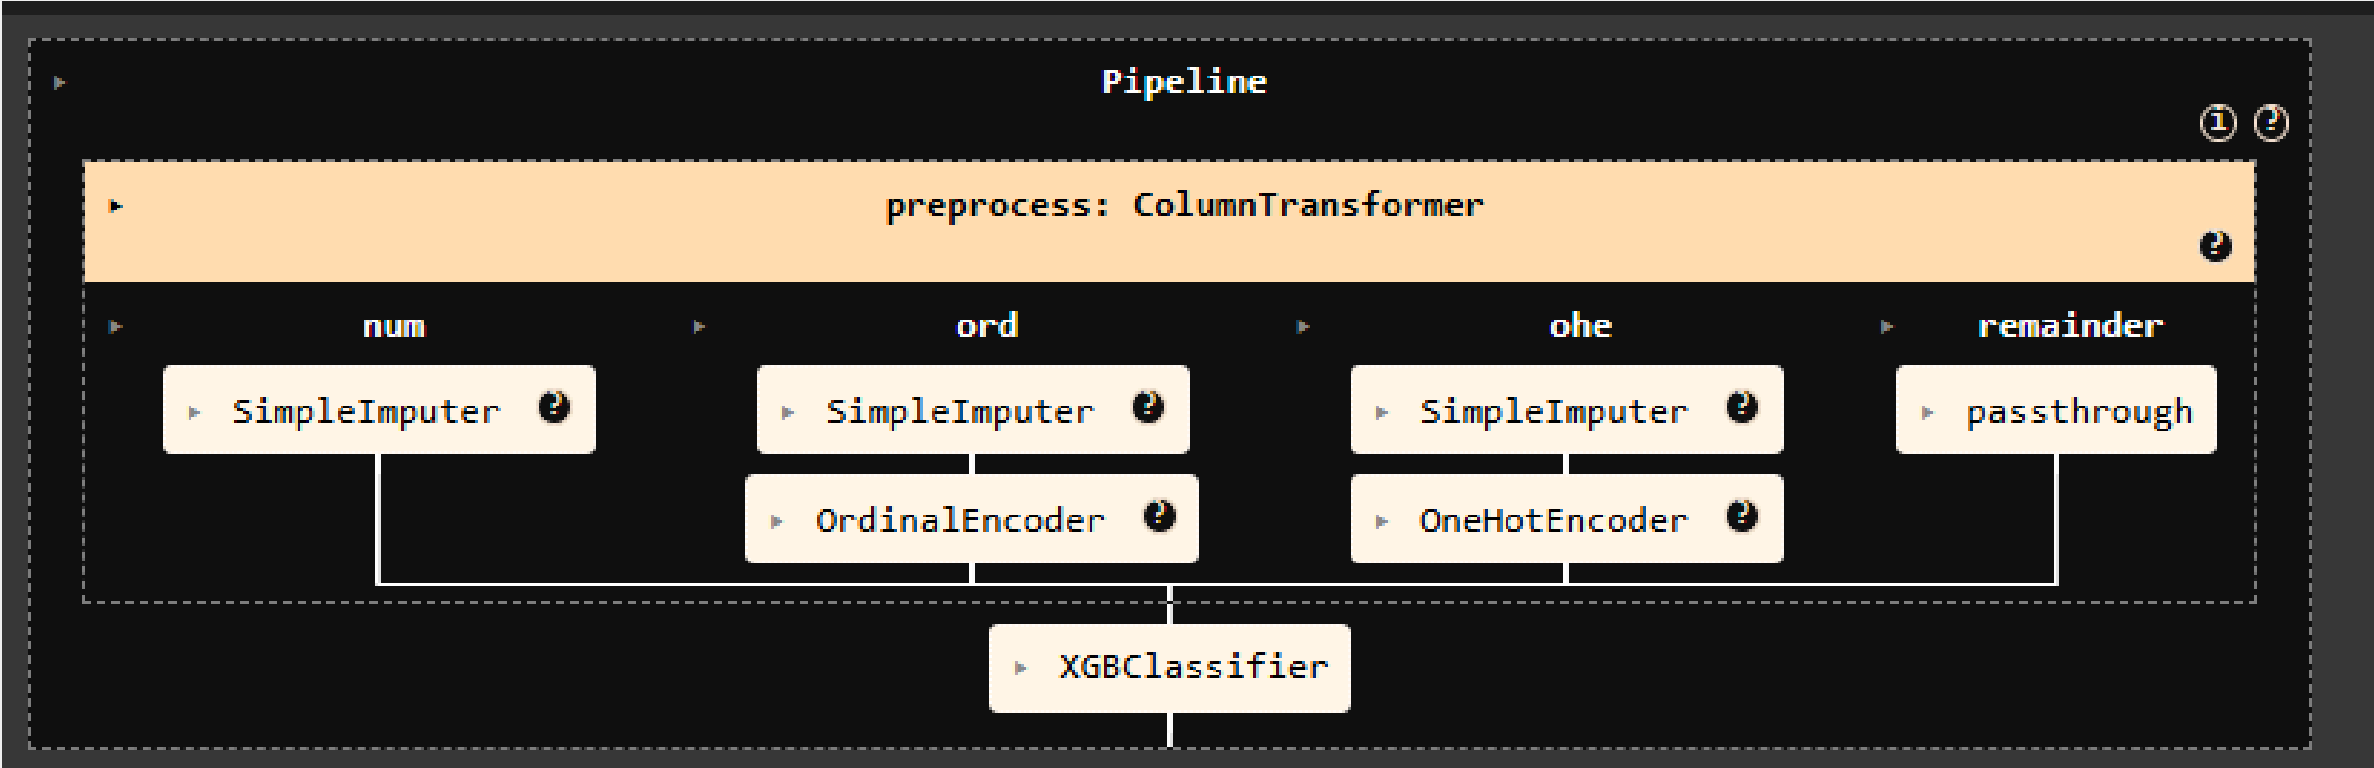 Pipeline
i ?
preprocess: ColumnTransformer
?
num ord ohe remainder
SimpleImputer ? SimpleImputer ? SimpleImputer ? passthrough
OrdinalEncoder ? OneHotEncoder ?
XGBClassifier